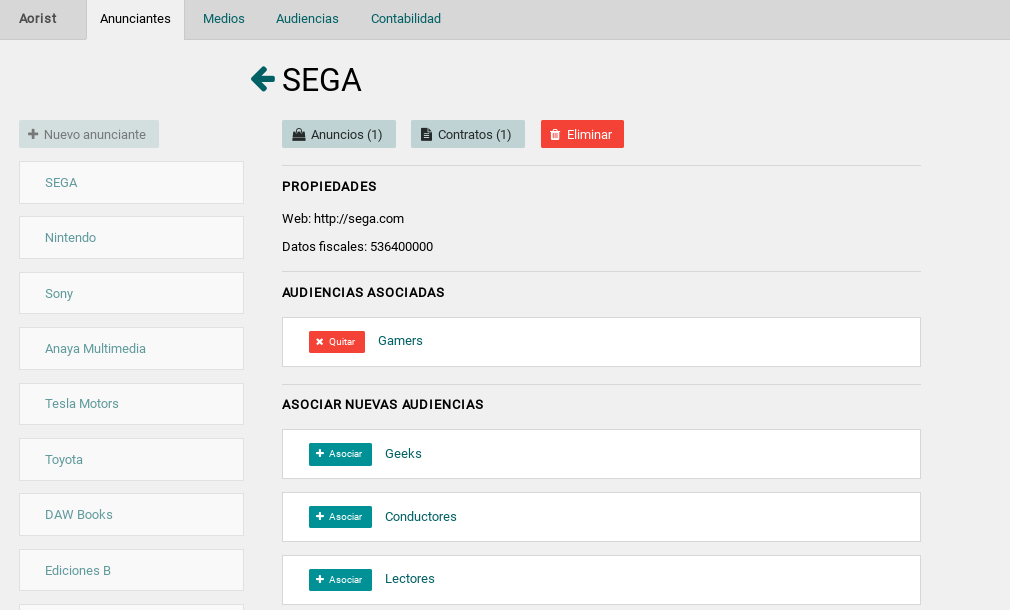 Aorist
Anunciantes
Medios
Audiencias
Contabilidad
SEGA
Nuevo anunciante
SEGA
Nintendo
Sony
Anaya Multimedia
Tesla Motors
Toyota
DAW Books
Ediciones B
Anuncios (1)
Contratos (1)
Eliminar
PROPIEDADES
Web: http://sega.com
Datos fiscales: 536400000
AUDIENCIAS ASOCIADAS
Quitar
Gamers
ASOCIAR NUEVAS AUDIENCIAS
Asociar
Geeks
Asociar
Conductores
Asociar
Lectores